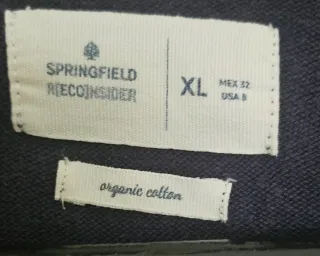 SPRINGFIELD
R[ECO]NSIDER
XL
MEX 32
USA 8
organic cotton